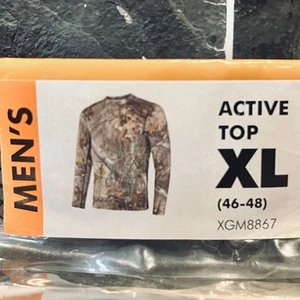 MEN'S
ACTIVE
TOP
XL
(46-48)
XGM8867